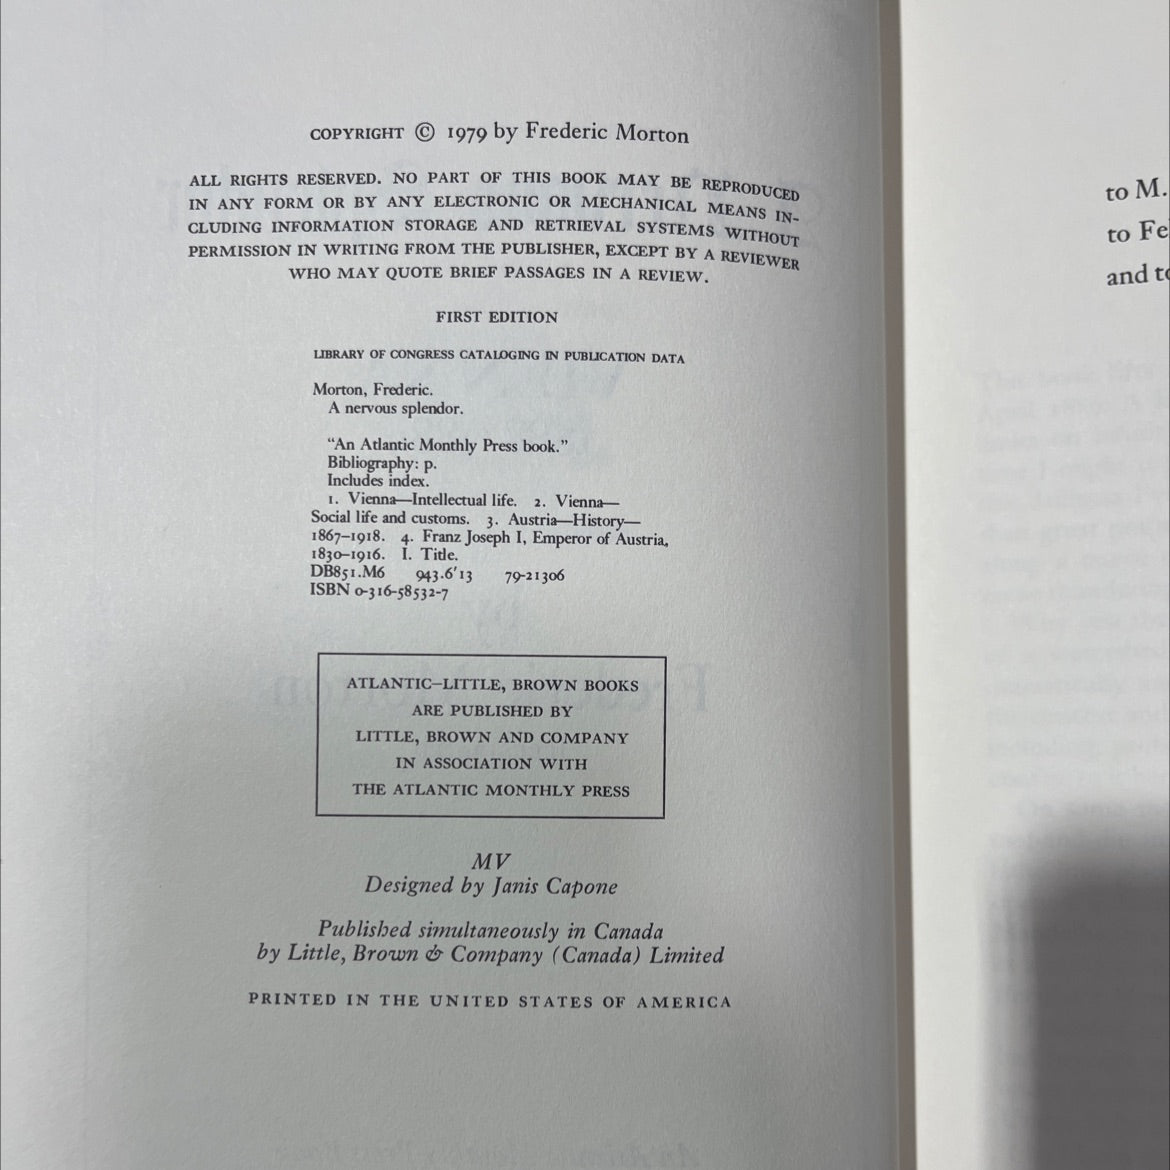 COPYRIGHT © 1979 by Frederic Morton
ALL RIGHTS RESERVED. NO PART OF THIS BOOK MAY BE REPRODUCED
IN ANY FORM OR BY ANY ELECTRONIC OR MECHANICAL MEANS IN-
CLUDING INFORMATION STORAGE AND RETRIEVAL SYSTEMS WITHOUT
PERMISSION IN WRITING FROM THE PUBLISHER, EXCEPT BY A REVIEWER
WHO MAY QUOTE BRIEF PASSAGES IN A REVIEW.
FIRST EDITION
LIBRARY OF CONGRESS CATALOGING IN PUBLICATION DATA
Morton, Frederic.
A nervous splendor.
"An Atlantic Monthly Press book."
Bibliography: p.
Includes index.
1. Vienna—Intellectual life. 2. Vienna—
Social life and customs. 3. Austria—History—
1867–1918. 4. Franz Joseph I, Emperor of Austria,
1830–1916. I. Title.
DB851.M6 943.6'13 79-21306
ISBN 0-316-58532-7
ATLANTIC–LITTLE, BROWN BOOKS
ARE PUBLISHED BY
LITTLE, BROWN AND COMPANY
IN ASSOCIATION WITH
THE ATLANTIC MONTHLY PRESS
MV
Designed by Janis Capone
Published simultaneously in Canada
by Little, Brown & Company (Canada) Limited
PRINTED IN THE UNITED STATES OF AMERICA
to M.
to Fe
and to